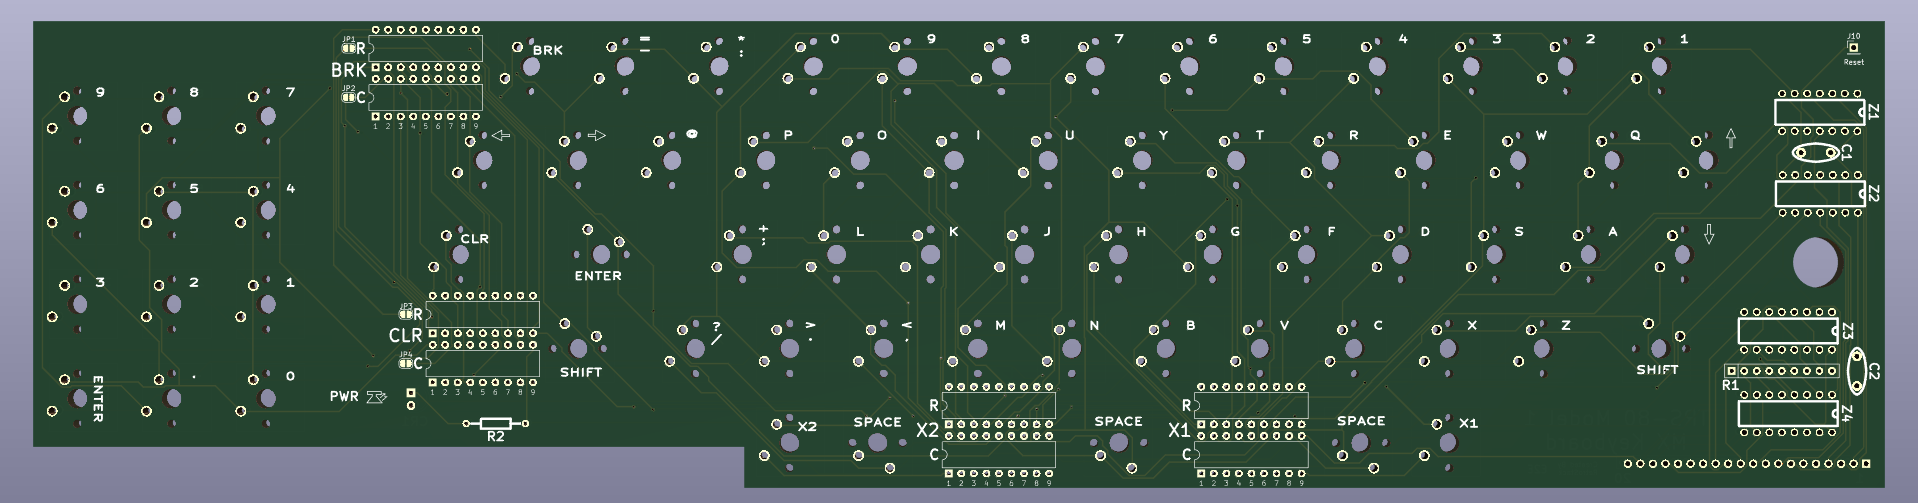 JP1 R BRK = * 0 9 8 7 6 5 4 3 2 1 J10
- :
Reset
BRK
JP2 C
9 8 7
1 2 3 4 5 6 7 8 9
Z1
@ P O I U Y T R E W Q
C1
6 5 4
Z2
CLR + L K J H G F D S A
;
ENTER
3 2 1
JP3 R
CLR
JP4 C
? > < M N B V C X Z Z3
/ . ,
SHIFT SHIFT
C2
1 2 3 4 5 6 7 8 9
ENTER . 0
R1
PWR
R R
Z4
R2
X2 SPACE X2 SPACE X1 SPACE X1
C C
1 2 3 4 5 6 7 8 9 1 2 3 4 5 6 7 8 9